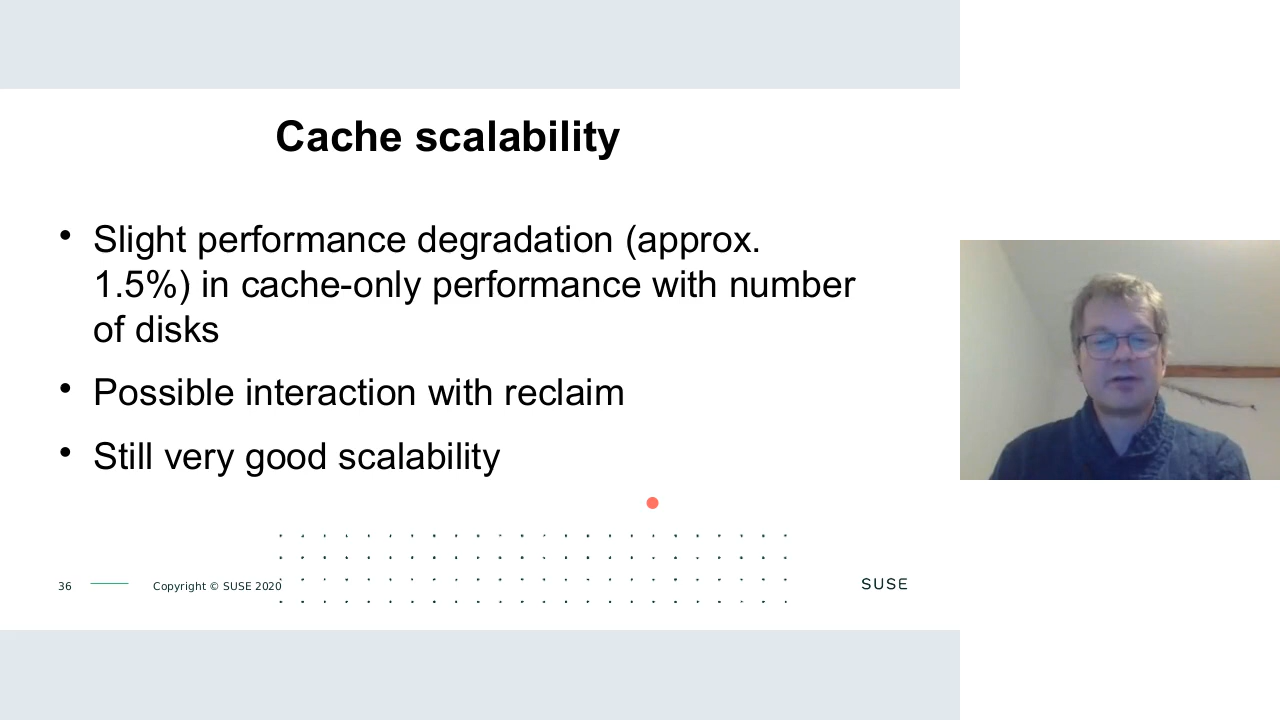 Cache scalability
• Slight performance degradation (approx.
1.5%) in cache-only performance with number
of disks
• Possible interaction with reclaim
• Still very good scalability
36
Copyright © SUSE 2020
SUSE